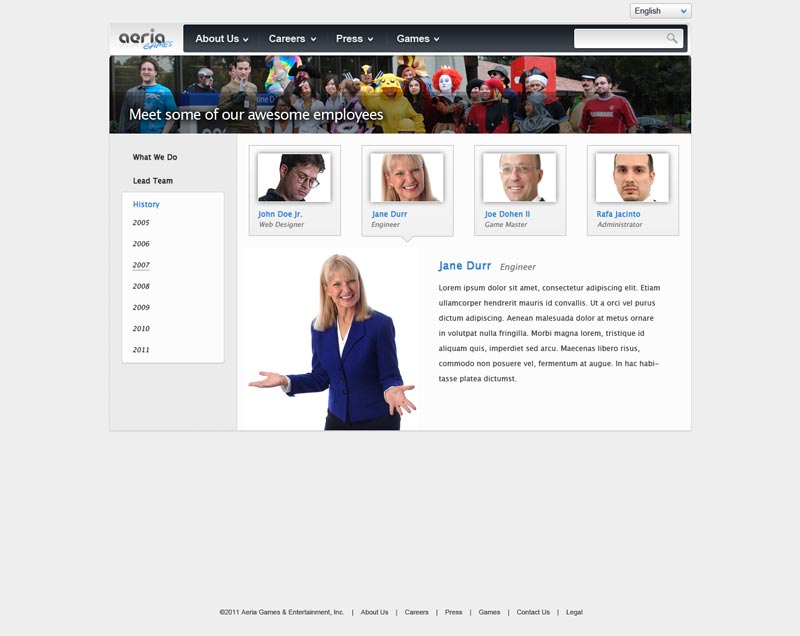 English
aeria
GAMES
About Us
Careers
Press
Games
Meet some of our awesome employees
What We Do
Lead Team
History
2005
2006
2007
2008
2009
2010
2011
John Doe Jr.
Web Designer
Jane Durr
Engineer
Joe Dohen II
Game Master
Rafa Jacinto
Administrator
Jane Durr Engineer
Lorem ipsum dolor sit amet, consectetur adipiscing elit. Etiam
ullamcorper hendrerit mauris id convallis. Ut a orci vel purus
dictum adipiscing. Aenean malesuada dolor at metus ornare
in volutpat nulla fringilla. Morbi magna lorem, tristique id
aliquam quis, imperdiet sed arcu. Maecenas libero risus,
commodo non posuere vel, fermentum at augue. In hac habi-
tasse platea dictumst.
©2011 Aeria Games & Entertainment, Inc. | About Us | Careers | Press | Games | Contact Us | Legal